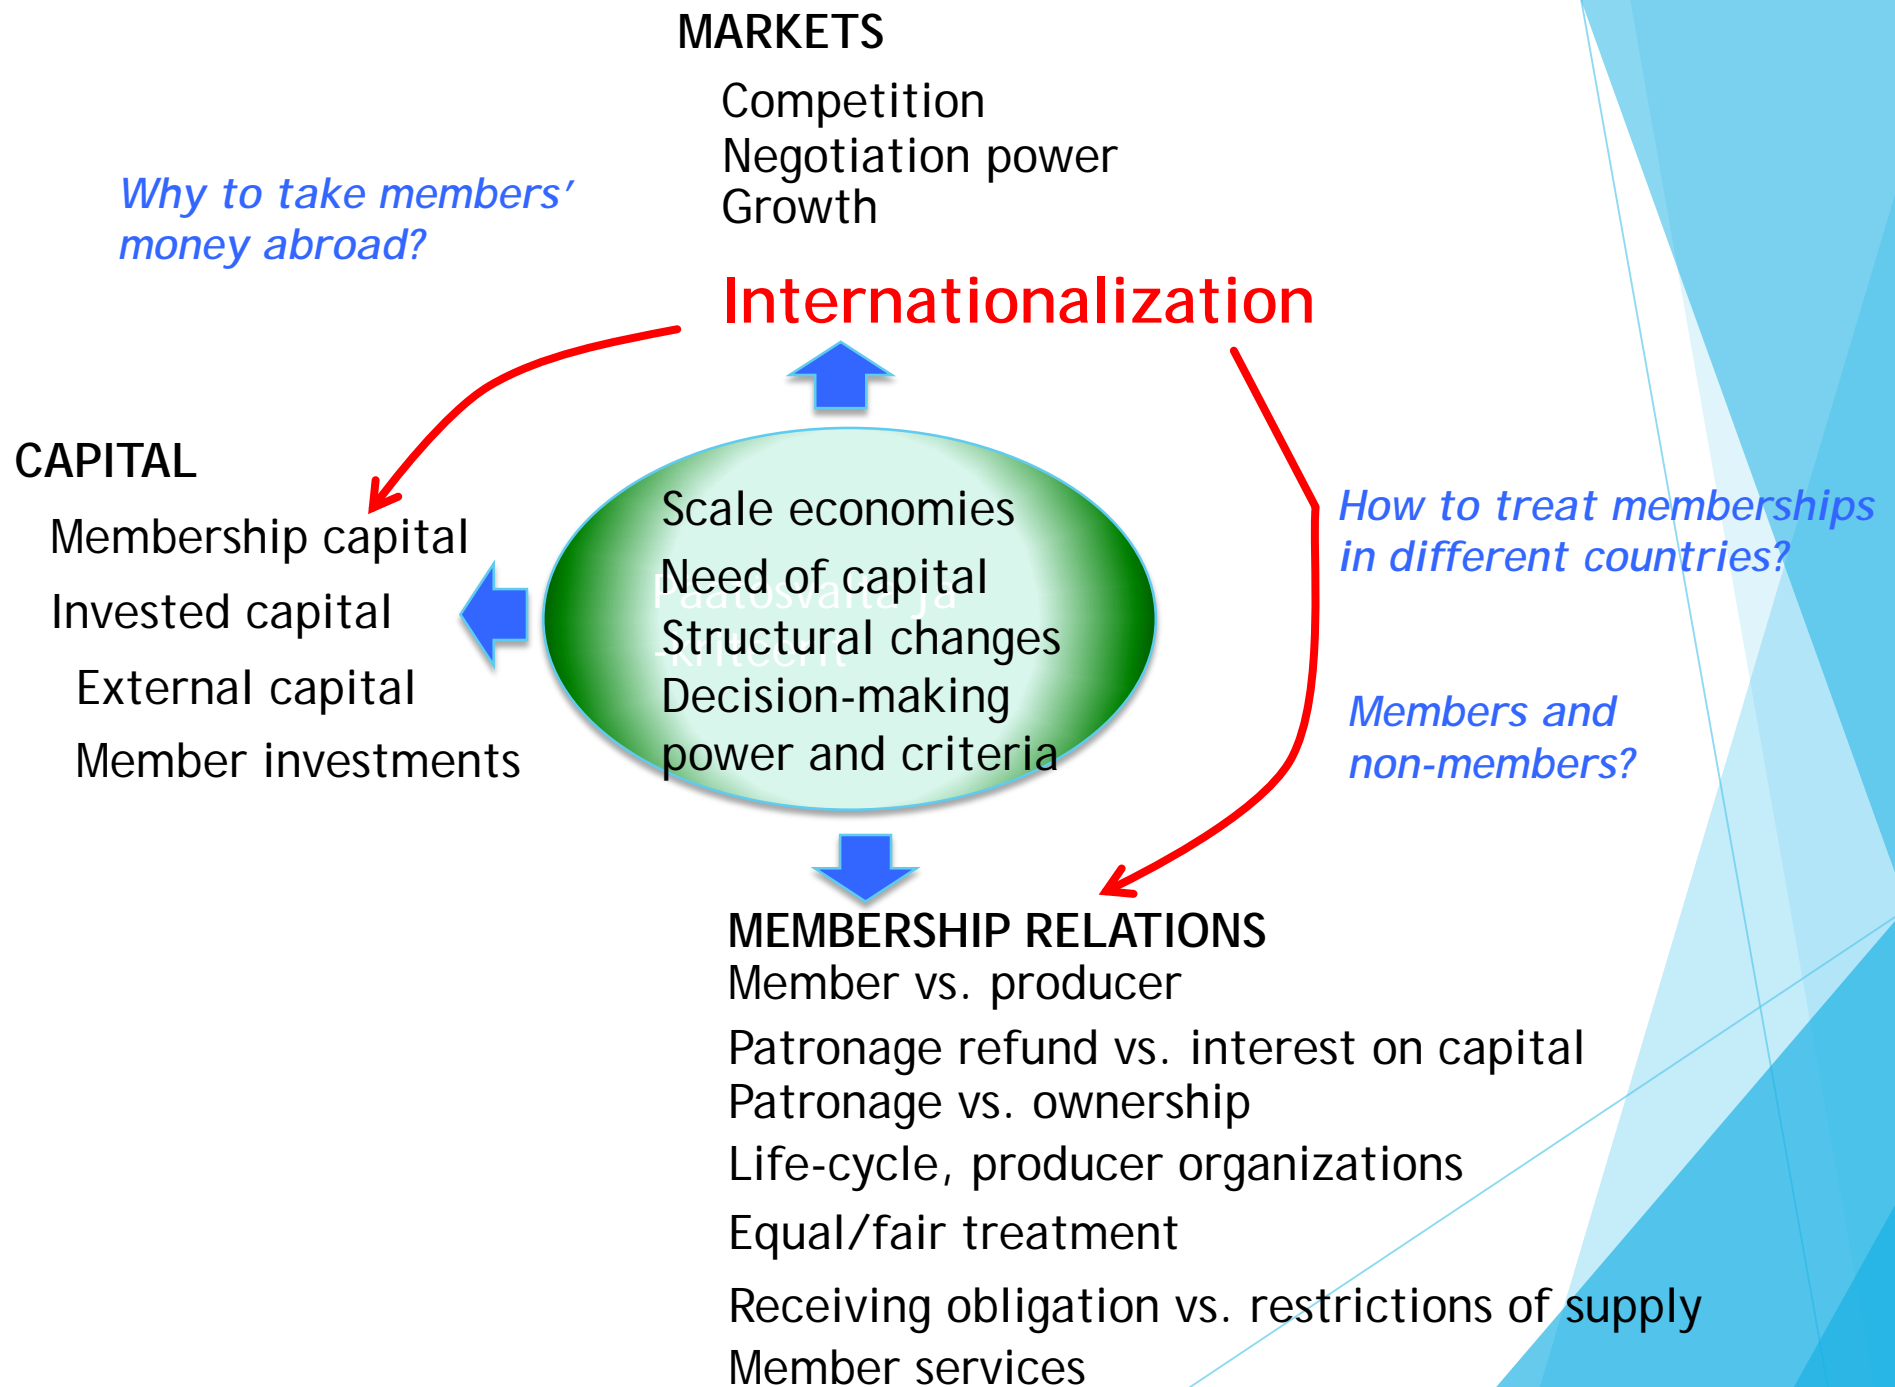 MARKETS
Competition
Negotiation power
Growth
Why to take members’
money abroad?
Internationalization
CAPITAL
Membership capital
Invested capital
External capital
Member investments
Scale economies
Need of capital
Päätösvalta ja
Structural changes
-kriteerit
Decision-making
power and criteria
How to treat memberships
in different countries?
Members and
non-members?
MEMBERSHIP RELATIONS
Member vs. producer
Patronage refund vs. interest on capital
Patronage vs. ownership
Life-cycle, producer organizations
Equal/fair treatment
Receiving obligation vs. restrictions of supply
Member services